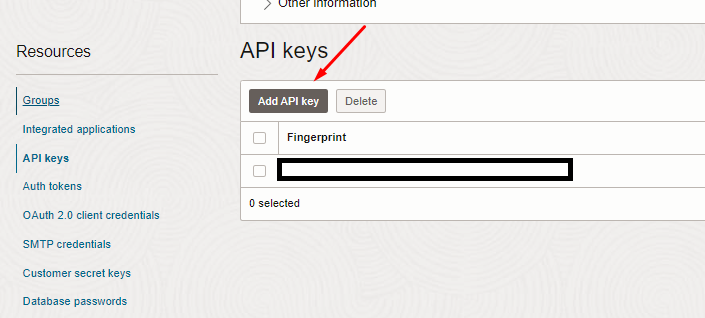 Other information
Resources
API keys
Groups
Add API key
Delete
Integrated applications
Fingerprint
API keys
Auth tokens
0 selected
OAuth 2.0 client credentials
SMTP credentials
Customer secret keys
Database passwords